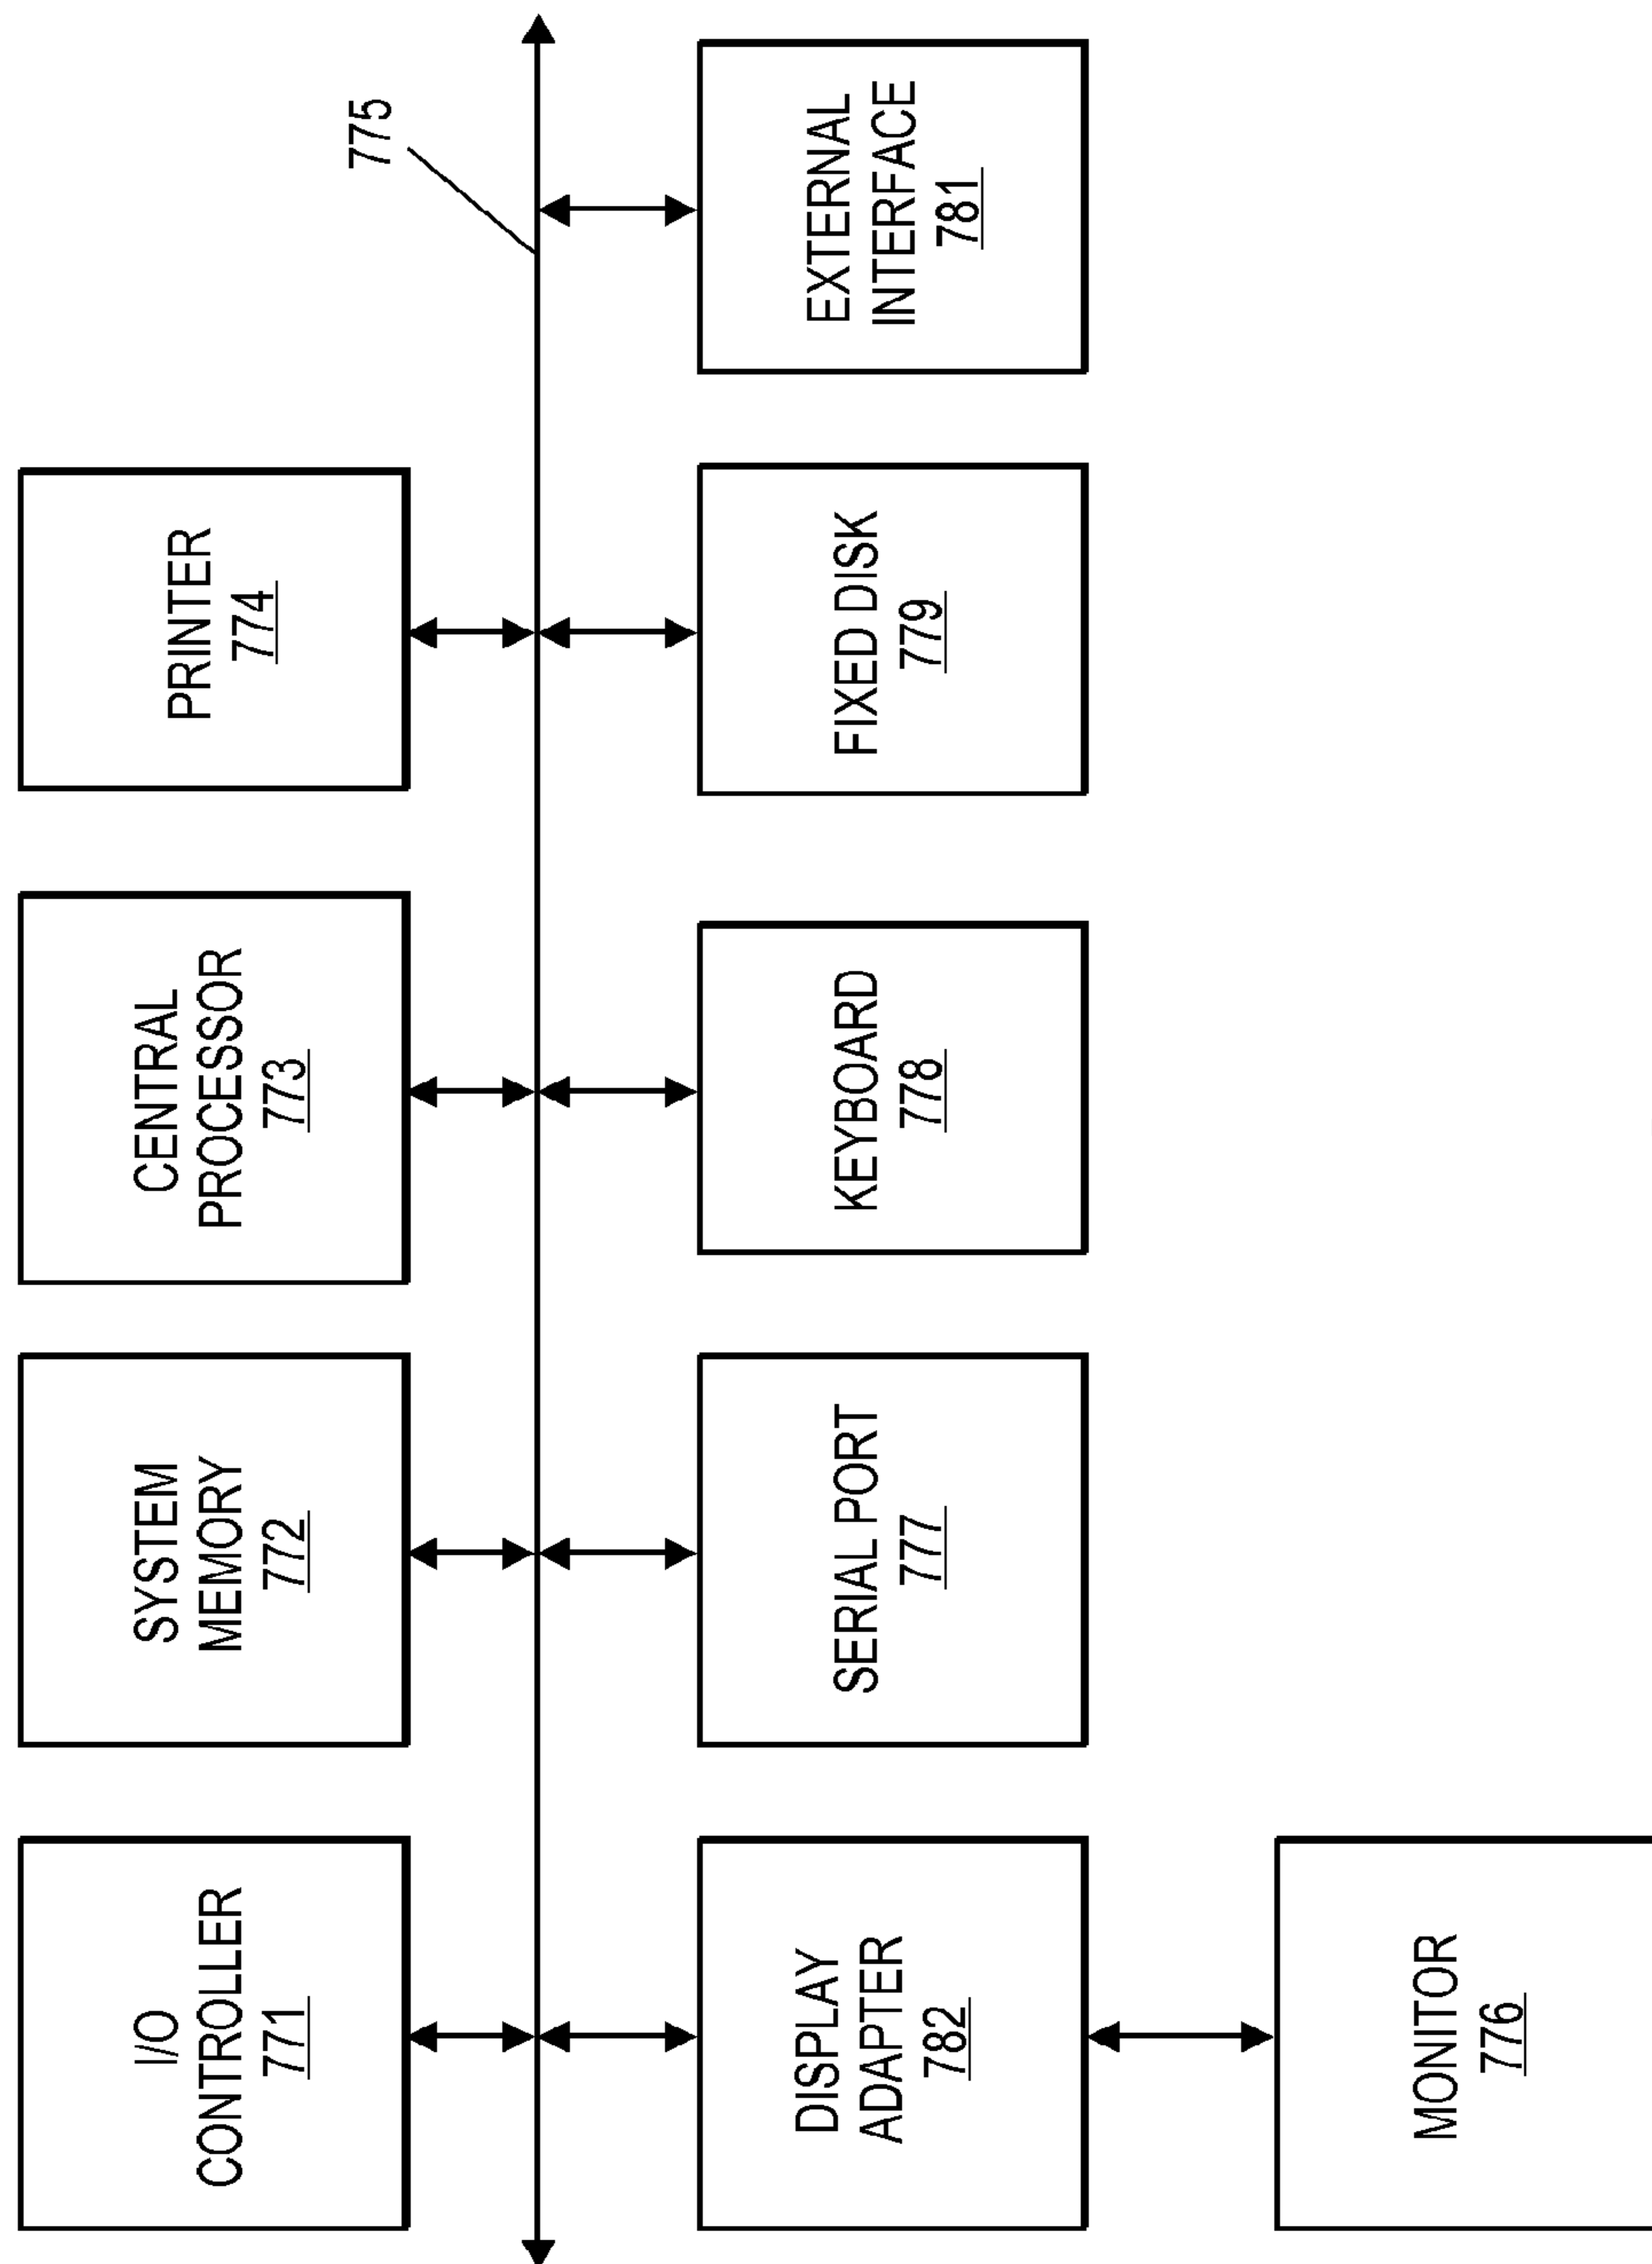 I/O
CONTROLLER
771
SYSTEM
MEMORY
772
CENTRAL
PROCESSOR
773
PRINTER
774
775
DISPLAY
ADAPTER
782
SERIAL PORT
777
KEYBOARD
778
FIXED DISK
779
EXTERNAL
INTERFACE
781
MONITOR
776